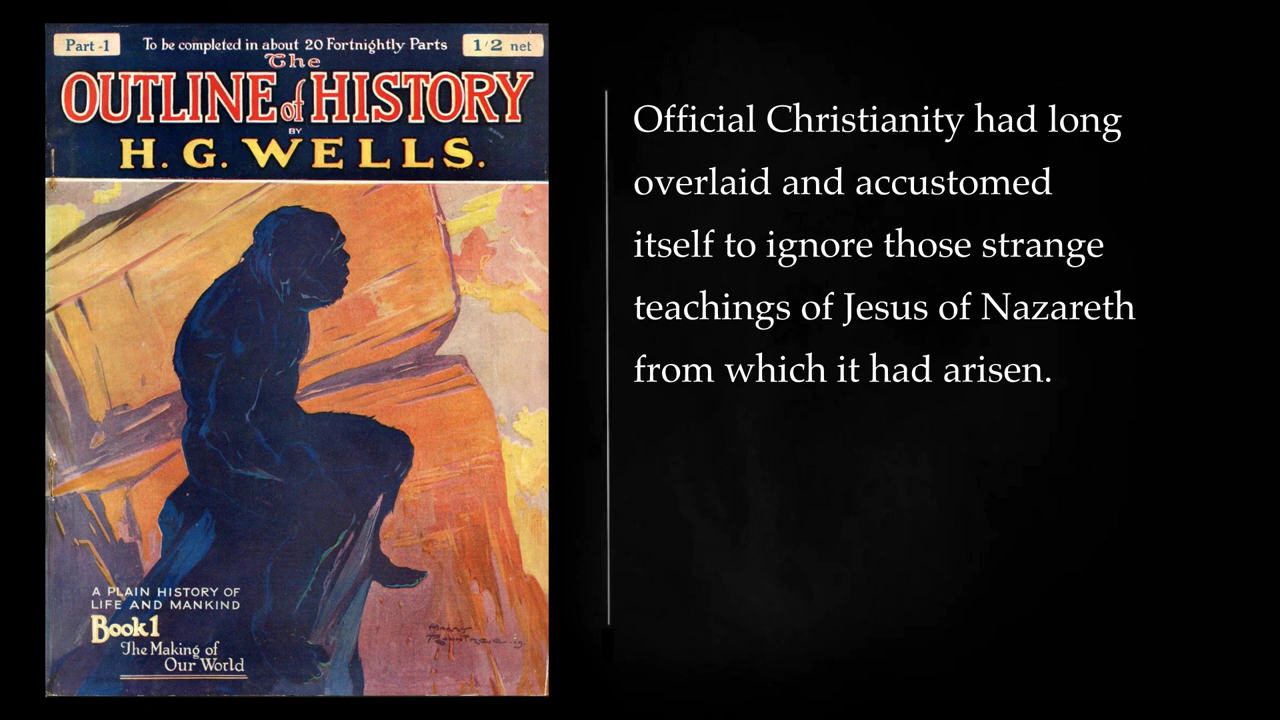 Part -1
To be completed in about 20 Fortnightly Parts
1/2 net
The
OUTLINE of HISTORY
BY
H. G. WELLS.
A PLAIN HISTORY OF
LIFE AND MANKIND
Book 1
The Making of
Our World
Official Christianity had long
overlaid and accustomed
itself to ignore those strange
teachings of Jesus of Nazareth
from which it had arisen.